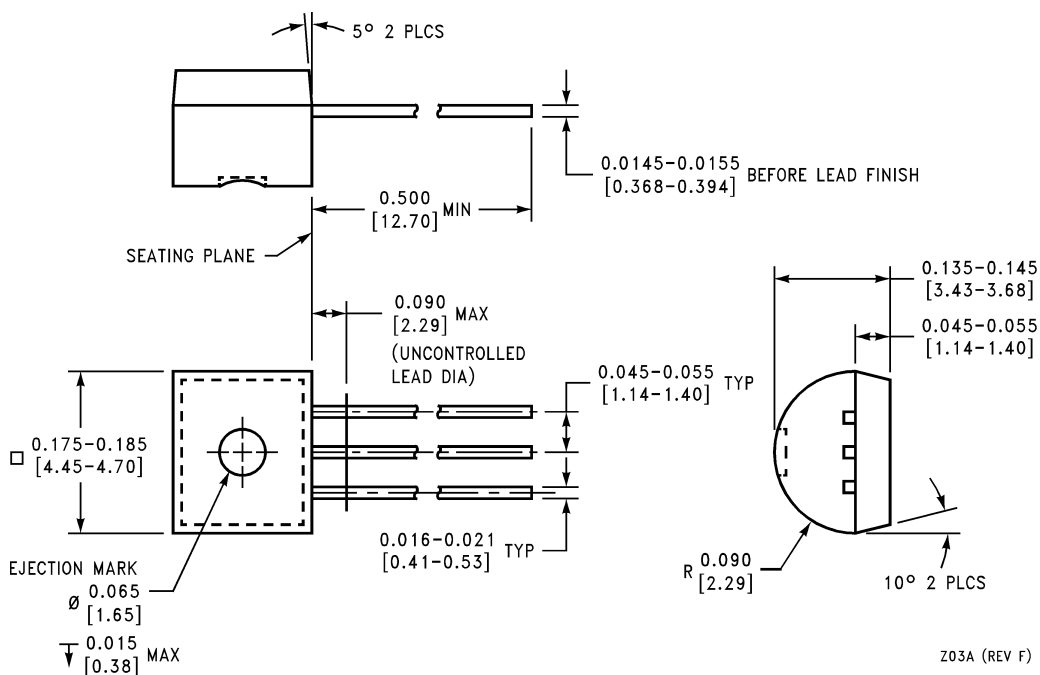 5° 2 PLCS
0.0145-0.0155
[0.368-0.394]
BEFORE LEAD FINISH
0.500
[12.70]
MIN
SEATING PLANE
0.135-0.145
[3.43-3.68]
0.090
[2.29]
MAX
(UNCONTROLLED
LEAD DIA)
0.045-0.055
[1.14-1.40]
0.045-0.055
[1.14-1.40]
TYP
0.175-0.185
[4.45-4.70]
0.016-0.021
[0.41-0.53]
TYP
R
0.090
[2.29]
10° 2 PLCS
EJECTION MARK
Ø
0.065
[1.65]
0.015
[0.38]
MAX
Z03A (REV F)